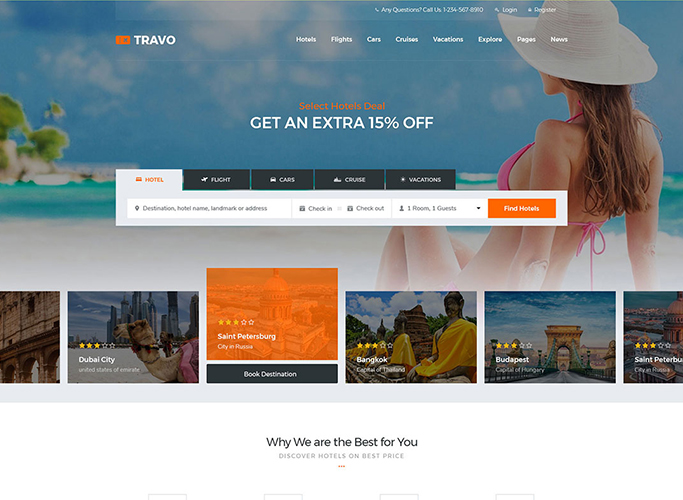 Any Questions? Call Us 1-234-567-8910 Login Register
TRAVO
Hotels Flights Cars Cruises Vacations Explore Pages News
Select Hotels Deal
GET AN EXTRA 15% OFF
HOTEL FLIGHT CARS CRUISE VACATIONS
Destination, hotel name, landmark or address Check in Check out 1 Room, 1 Guests Find Hotels
Dubai City
united states of emirate
Saint Petersburg
City in Russia
Book Destination
Bangkok
Capital of Thailand
Budapest
Capital of Hungary
Saint Peterbu
City in Russia
Why We are the Best for You
DISCOVER HOTELS ON BEST PRICE